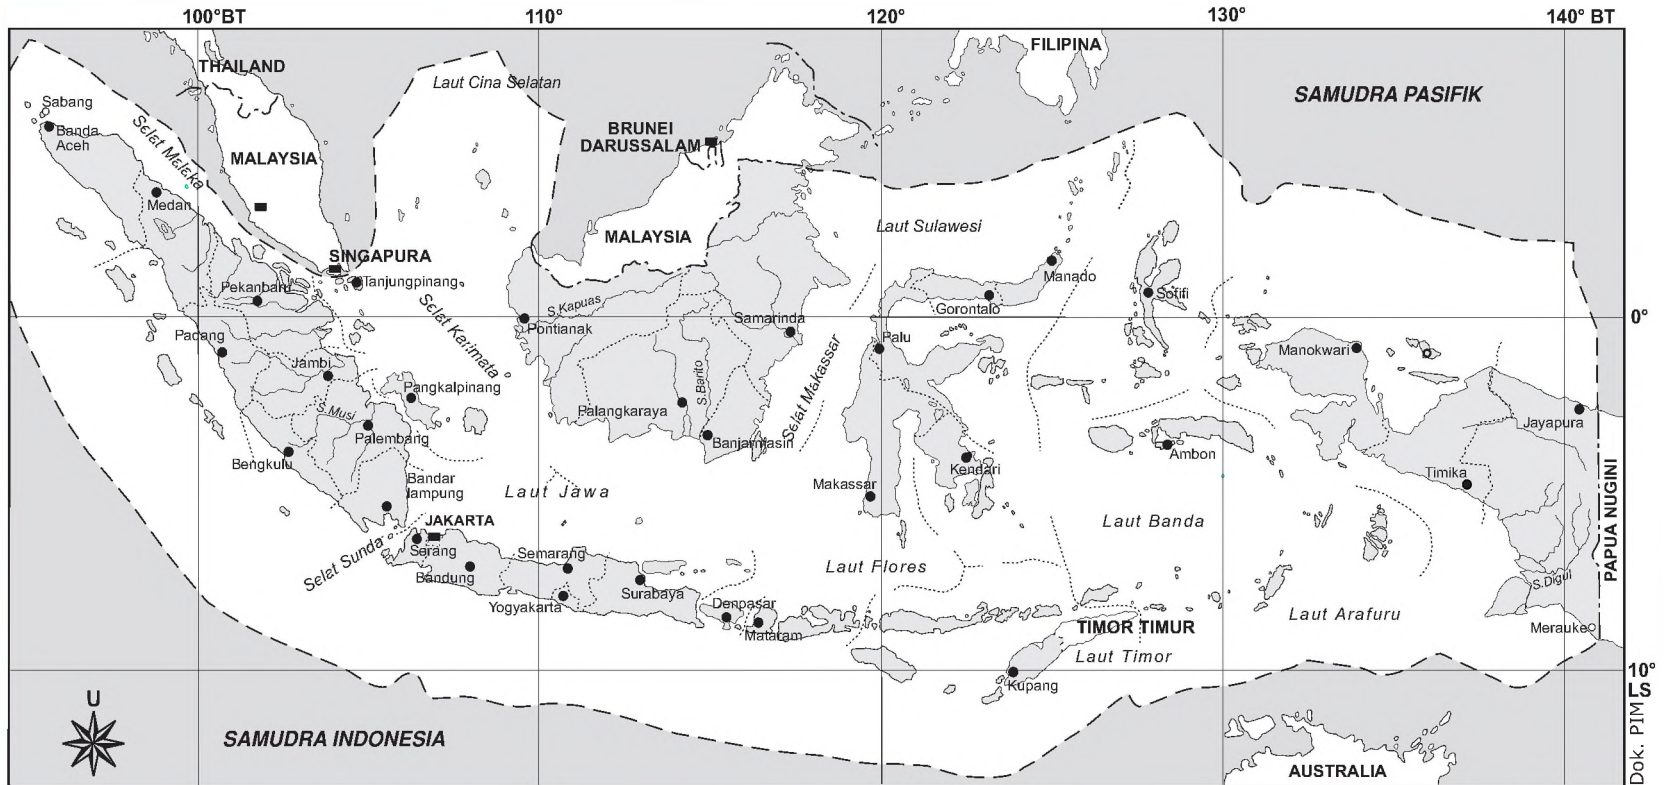 100°BT
110°
120°
130°
140° BT
THAILAND
Laut Cina Selatan
FILIPINA
SAMUDRA PASIFIK
Sabang
Banda
Aceh
Selat Melaka
MALAYSIA
BRUNEI
DARUSSALAM
Medan
MALAYSIA
Laut Sulawesi
SINGAPURA
Tanjungpinang
Pekanbaru
Manado
Sofifi
Selat Karimata
S.Kapuas
Gorontalo
0°
Pontianak
Samarinda
Padang
Palu
Manokwari
Jambi
Selat Makassar
S.Barito
Pangkalpinang
S.Musi
Palangkaraya
Jayapura
Palembang
Banjarmasin
Bengkulu
Ambon
Kendari
Timika
Bandar
lampung
Makassar
Laut Jawa
JAKARTA
Laut Banda
PAPUA NUGINI
Selat Sunda
Serang
Semarang
Laut Flores
Bandung
S.Digul
Yogyakarta
Surabaya
Denpasar
Laut Arafuru
Mataram
TIMOR TIMUR
Merauke
Laut Timor
Kupang
10°
LS
U
SAMUDRA INDONESIA
AUSTRALIA
Dok. PIM